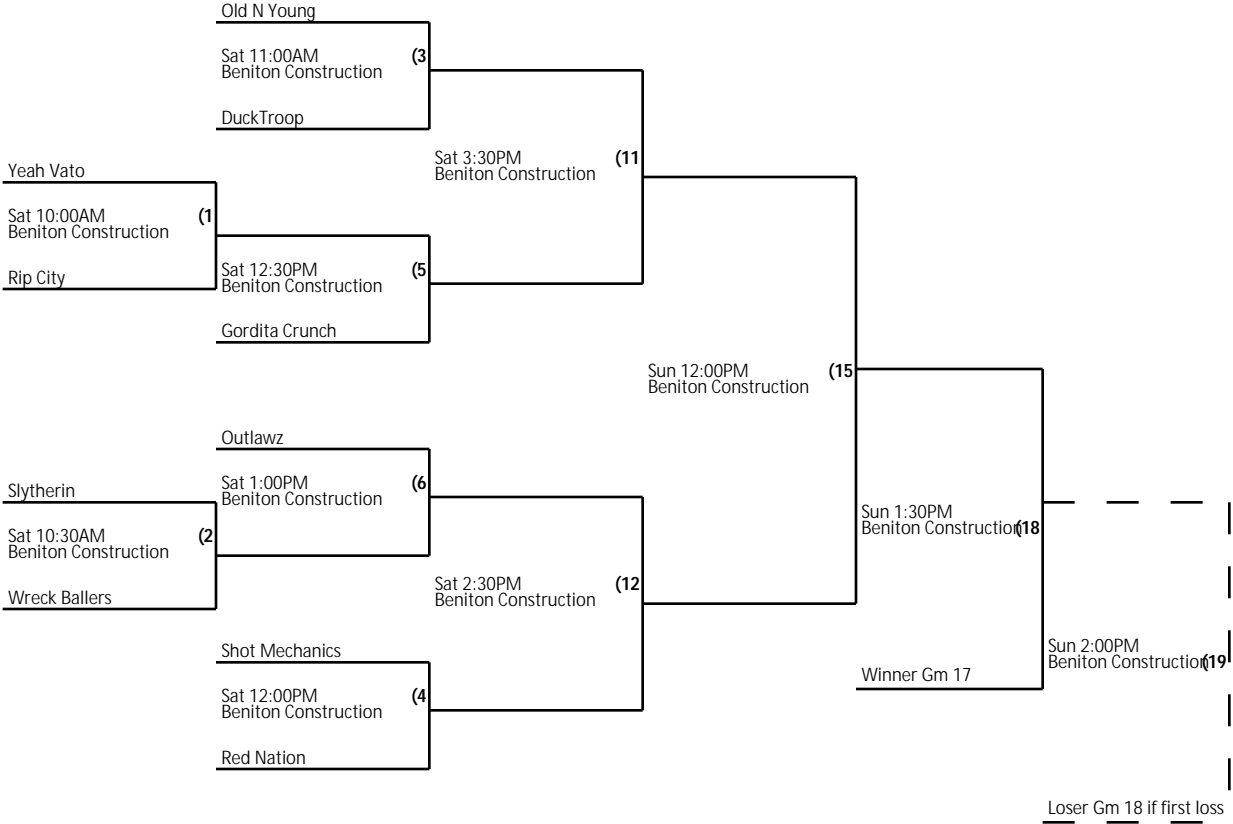 Old N Young
Sat 11:00AM (3
Beniton Construction
DuckTroop
Sat 3:30PM (11
Beniton Construction
Yeah Vato
Sat 10:00AM (1
Beniton Construction
Rip City
Sat 12:30PM (5
Beniton Construction
Gordita Crunch
Sun 12:00PM (15
Beniton Construction
Outlawz
Sat 1:00PM (6
Beniton Construction
Slytherin
Sat 10:30AM (2
Beniton Construction
Wreck Ballers
Sat 2:30PM (12
Beniton Construction
Shot Mechanics
Sat 12:00PM (4
Beniton Construction
Red Nation
Sun 1:30PM
Beniton Construction (18
Winner Gm 17
Sun 2:00PM
Beniton Construction (19
Loser Gm 18 if first loss